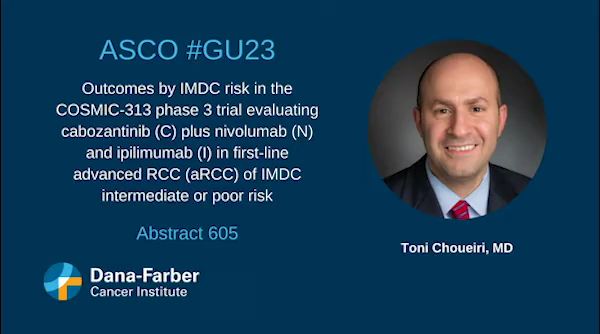 ASCO #GU23
Outcomes by IMDC risk in the
COSMIC-313 phase 3 trial evaluating
cabozantinib (C) plus nivolumab (N)
and ipilimumab (I) in first-line
advanced RCC (aRCC) of IMDC
intermediate or poor risk
Abstract 605
Dana-Farber
Cancer Institute
Toni Choueiri, MD